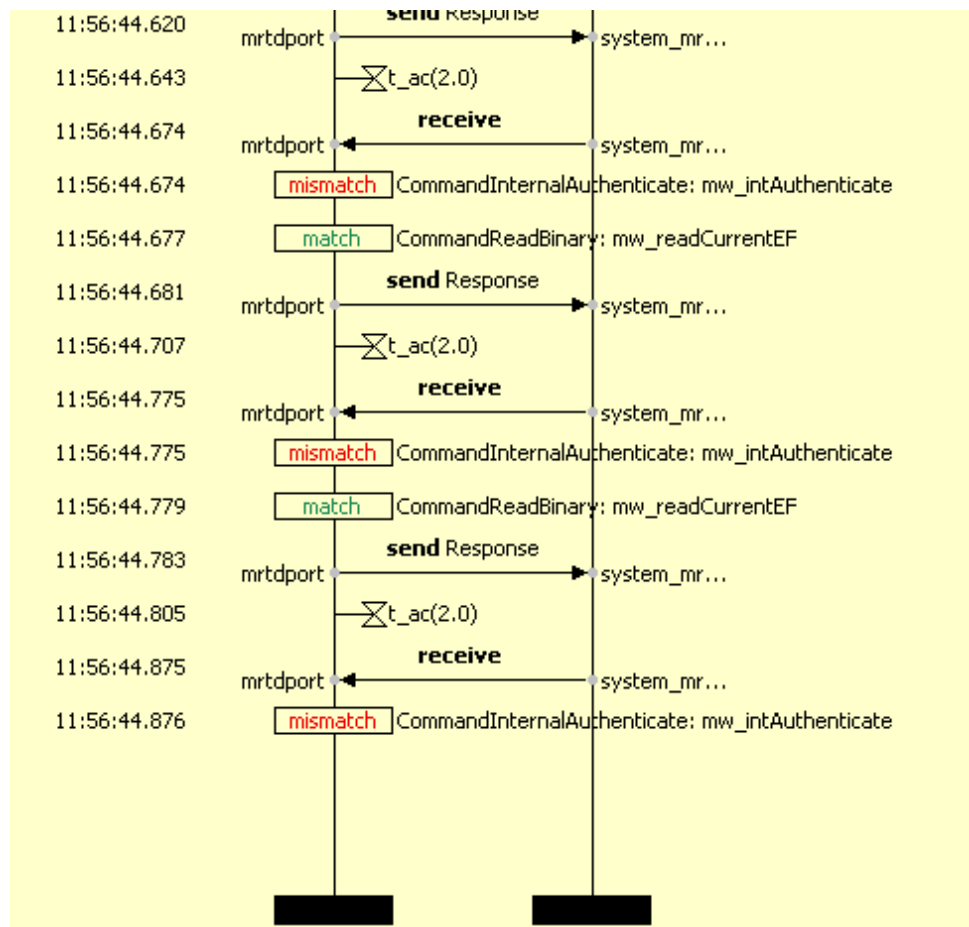 send Response
11:56:44.620
mrtdport system_mr...
11:56:44.643 t_ac(2.0)
receive
11:56:44.674
mrtdport system_mr...
11:56:44.674 mismatch CommandInternalAuthenticate: mw_intAuthenticate
11:56:44.677 match CommandReadBinary: mw_readCurrentEF
send Response
11:56:44.681
mrtdport system_mr...
11:56:44.707 t_ac(2.0)
receive
11:56:44.775
mrtdport system_mr...
11:56:44.775 mismatch CommandInternalAuthenticate: mw_intAuthenticate
11:56:44.779 match CommandReadBinary: mw_readCurrentEF
send Response
11:56:44.783
mrtdport system_mr...
11:56:44.805 t_ac(2.0)
receive
11:56:44.875
mrtdport system_mr...
11:56:44.876 mismatch CommandInternalAuthenticate: mw_intAuthenticate